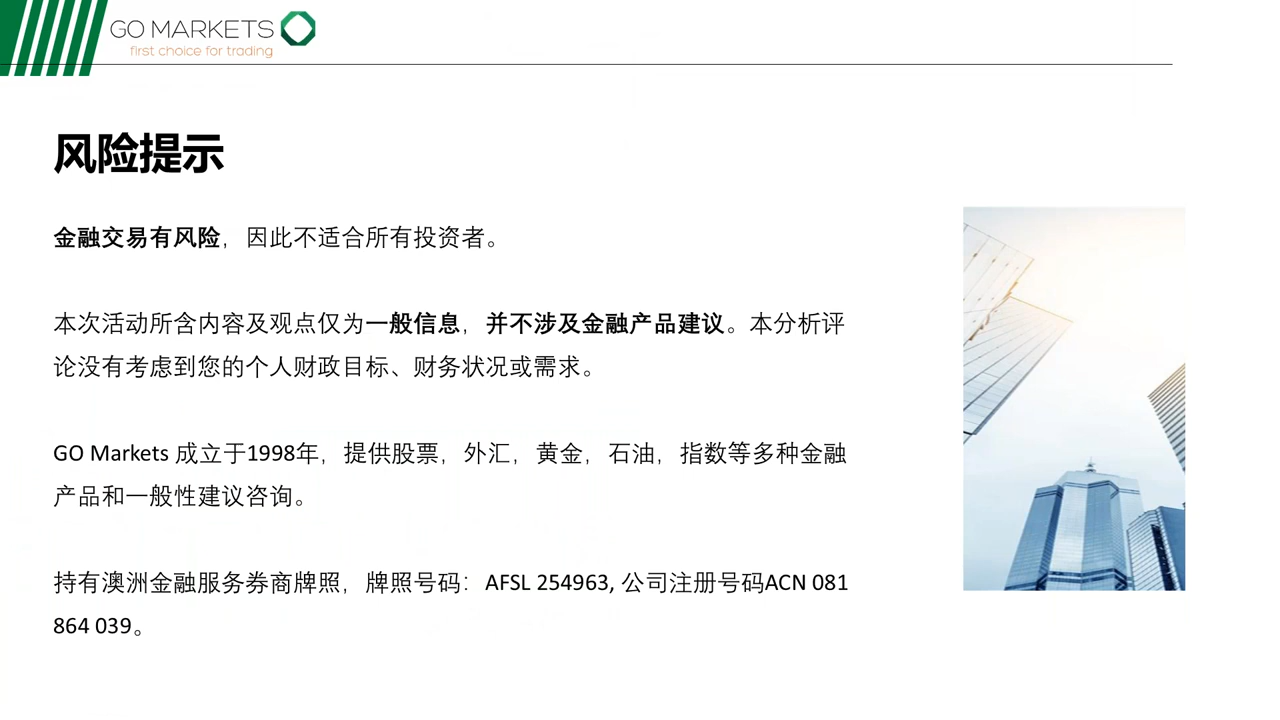 GO MARKETS
first choice for trading
风险提示
金融交易有风险，因此不适合所有投资者。
本次活动所含内容及观点仅为一般信息，并不涉及金融产品建议。本分析评
论没有考虑到您的个人财政目标、财务状况或需求。
GO Markets 成立于1998年，提供股票，外汇，黄金，石油，指数等多种金融
产品和一般性建议咨询。
持有澳洲金融服务券商牌照，牌照号码：AFSL 254963, 公司注册号码ACN 081
864 039。